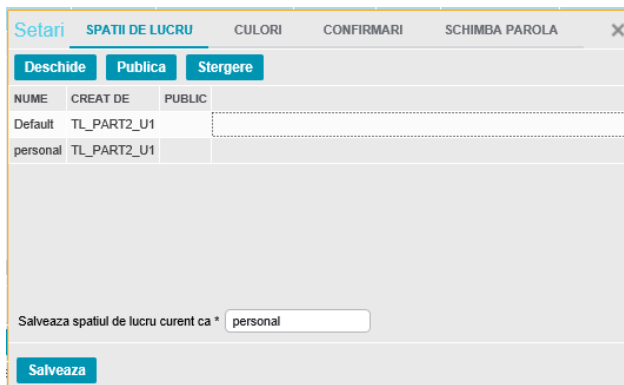 Setari SPATII DE LUCRU CULORI CONFIRMARI SCHIMBA PAROLA
Deschide Publica Stergere
NUME CREAT DE PUBLIC
Default TL_PART2_U1
personal TL_PART2_U1
Salveaza spatiul de lucru curent ca * personal
Salveaza